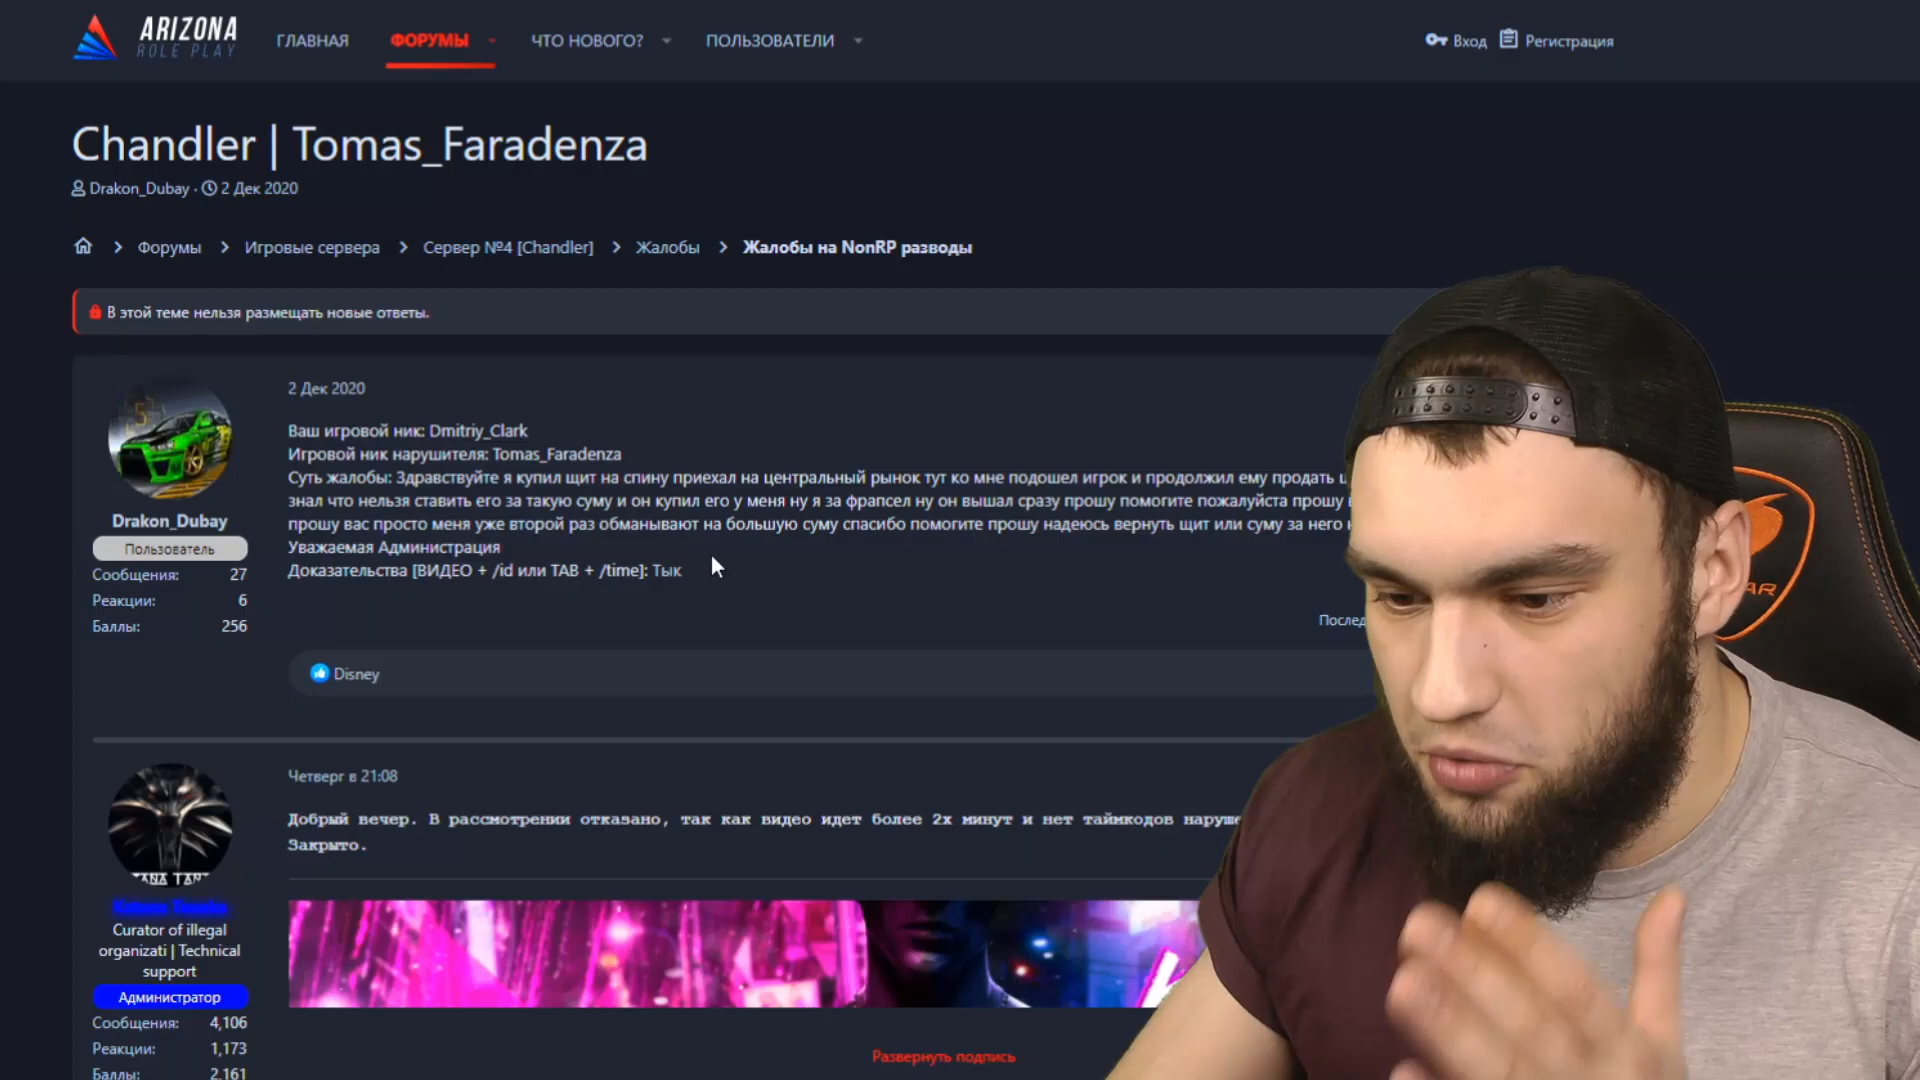 ARIZONA
ROLE PLAY
ГЛАВНАЯ
ФОРУМЫ
ЧТО НОВОГО?
ПОЛЬЗОВАТЕЛИ
Вход
Регистрация
Chandler | Tomas_Faradenza
Drakon_Dubay · 2 Дек 2020
Форумы > Игровые сервера > Сервер №4 [Chandler] > Жалобы > Жалобы на NonRP разводы
В этой теме нельзя размещать новые ответы.
2 Дек 2020
Ваш игровой ник: Dmitriy_Clark
Игровой ник нарушителя: Tomas_Faradenza
Суть жалобы: Здравствуйте я купил щит на спину приехал на центральный рынок тут ко мне подошел игрок и продолжил ему продать
знал что нельзя ставить его за такую суму и он купил его у меня ну я за фрапсел ну он вышал сразу прошу помогите пожалуйста прошу
прошу вас просто меня уже второй раз обманывают на большую суму спасибо помогите прошу надеюсь вернуть щит или суму за него
Уважаемая Администрация
Доказательства [ВИДЕО + /id или TAB + /time]: Тык
Drakon_Dubay
Пользователь
Сообщения: 27
Реакции: 6
Баллы: 256
Послед
Disney
Четверг в 21:08
Добрый вечер. В рассмотрении отказано, так как видео идет более 2х минут и нет таймкодов наруше
Закрыто.
Curator of illegal
organizati | Technical
support
Администратор
Сообщения: 4,106
Реакции: 1,173
Баллы: 2,161
Развернуть подпись